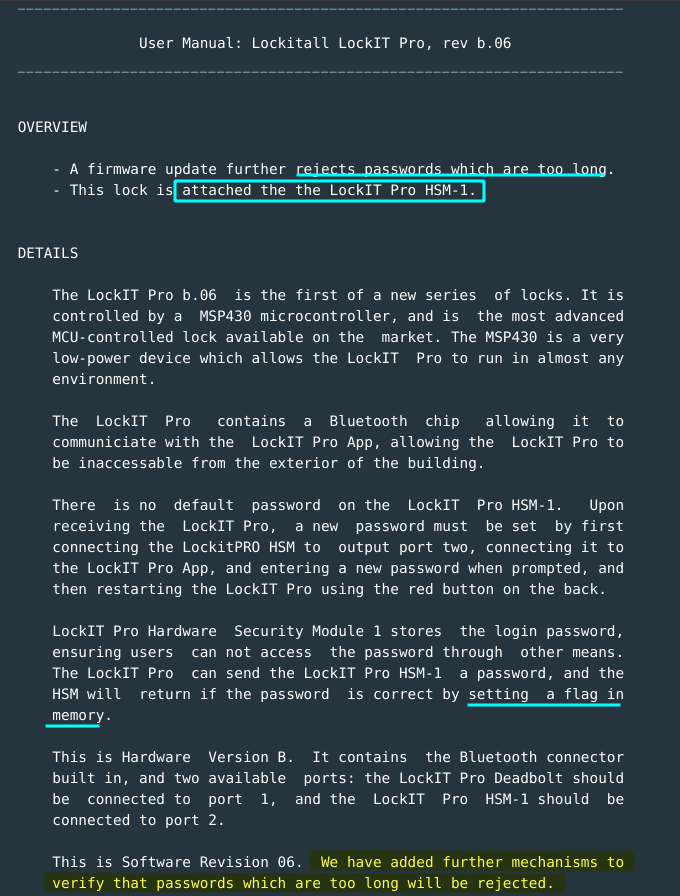 User Manual: Lockitall LockIT Pro, rev b.06
OVERVIEW
- A firmware update further rejects passwords which are too long.
- This lock is attached the the LockIT Pro HSM-1.
DETAILS
The LockIT Pro b.06 is the first of a new series of locks. It is
controlled by a MSP430 microcontroller, and is the most advanced
MCU-controlled lock available on the market. The MSP430 is a very
low-power device which allows the LockIT Pro to run in almost any
environment.
The LockIT Pro contains a Bluetooth chip allowing it to
communiciate with the LockIT Pro App, allowing the LockIT Pro to
be inaccessable from the exterior of the building.
There is no default password on the LockIT Pro HSM-1. Upon
receiving the LockIT Pro, a new password must be set by first
connecting the LockitPRO HSM to output port two, connecting it to
the LockIT Pro App, and entering a new password when prompted, and
then restarting the LockIT Pro using the red button on the back.
LockIT Pro Hardware Security Module 1 stores the login password,
ensuring users can not access the password through other means.
The LockIT Pro can send the LockIT Pro HSM-1 a password, and the
HSM will return if the password is correct by setting a flag in
memory.
This is Hardware Version B. It contains the Bluetooth connector
built in, and two available ports: the LockIT Pro Deadbolt should
be connected to port 1, and the LockIT Pro HSM-1 should be
connected to port 2.
This is Software Revision 06. We have added further mechanisms to
verify that passwords which are too long will be rejected.